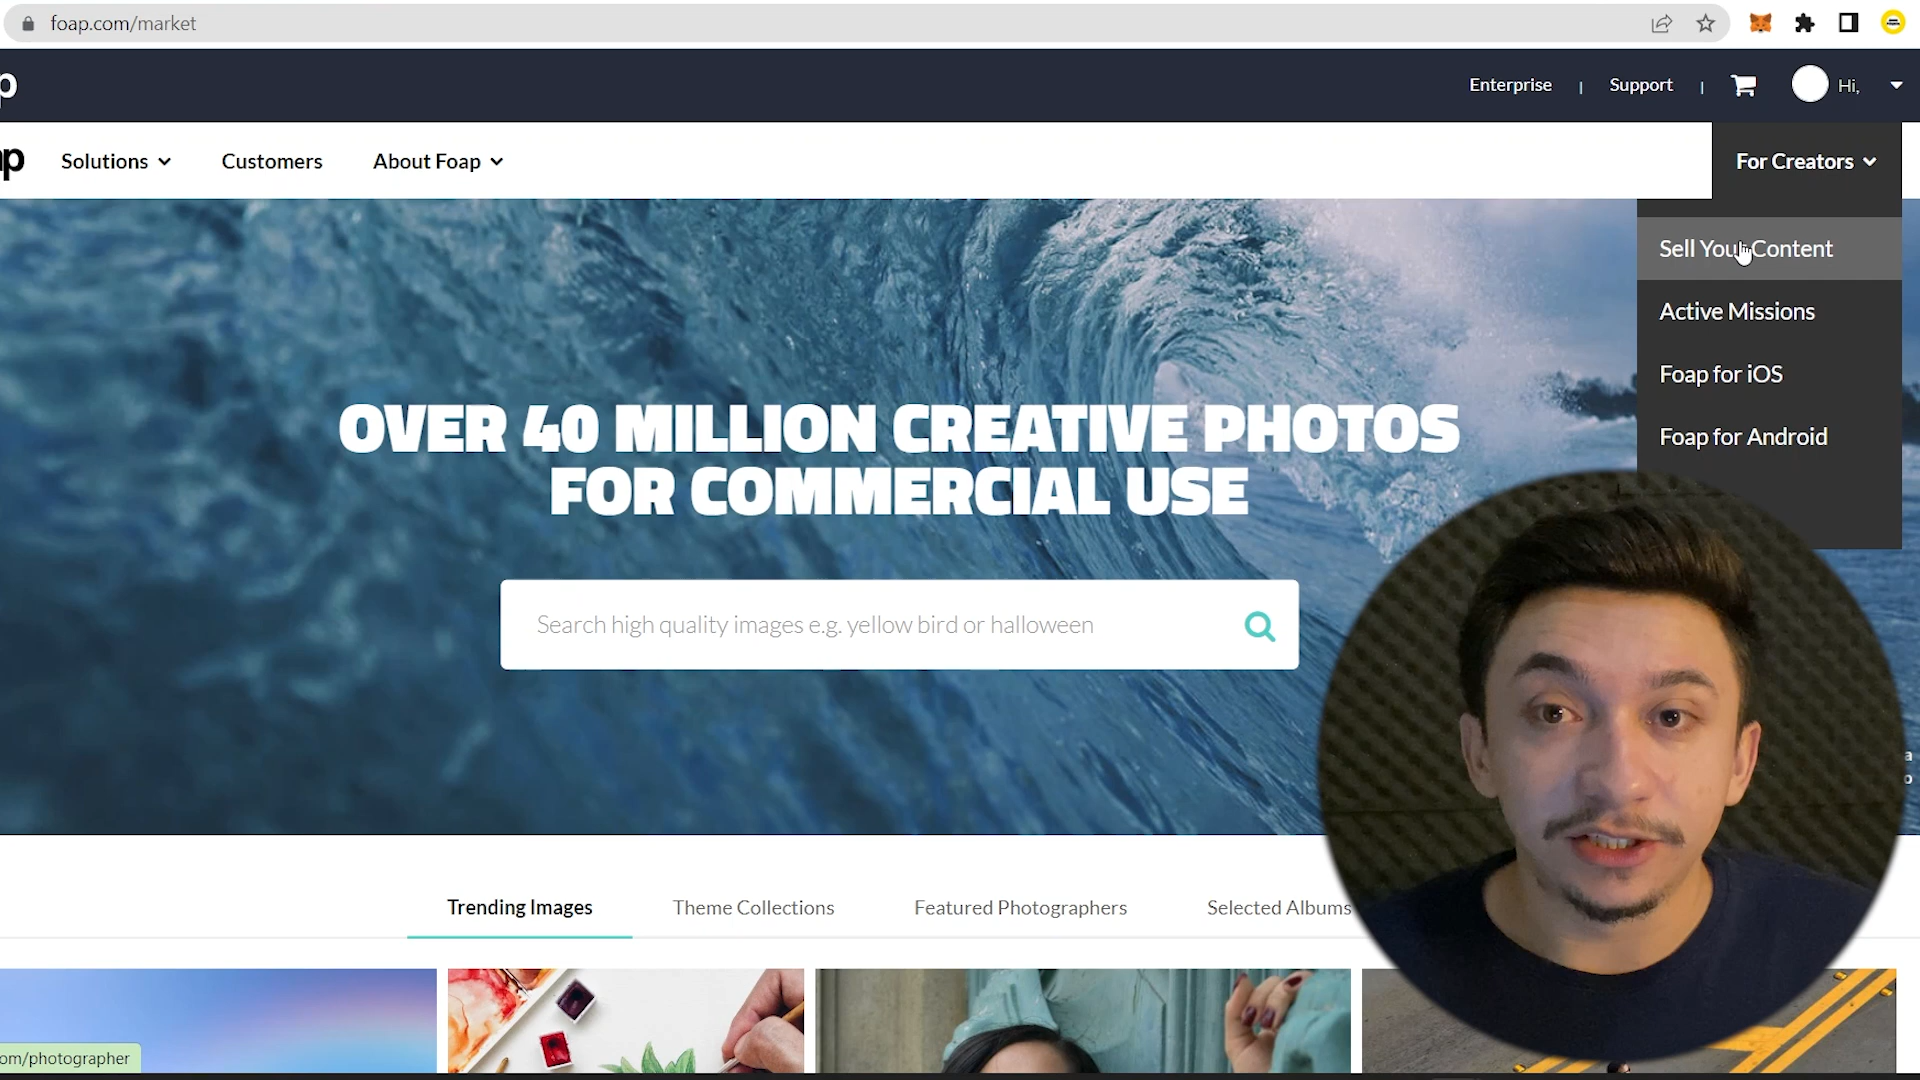 foap.com/market
p
Enterprise | Support | Hi,
ap Solutions Customers About Foap For Creators
Sell Your Content
Active Missions
Foap for iOS
Foap for Android
OVER 40 MILLION CREATIVE PHOTOS
FOR COMMERCIAL USE
Search high quality images e.g. yellow bird or halloween
a
o
Trending Images Theme Collections Featured Photographers Selected Albums
om/photographer